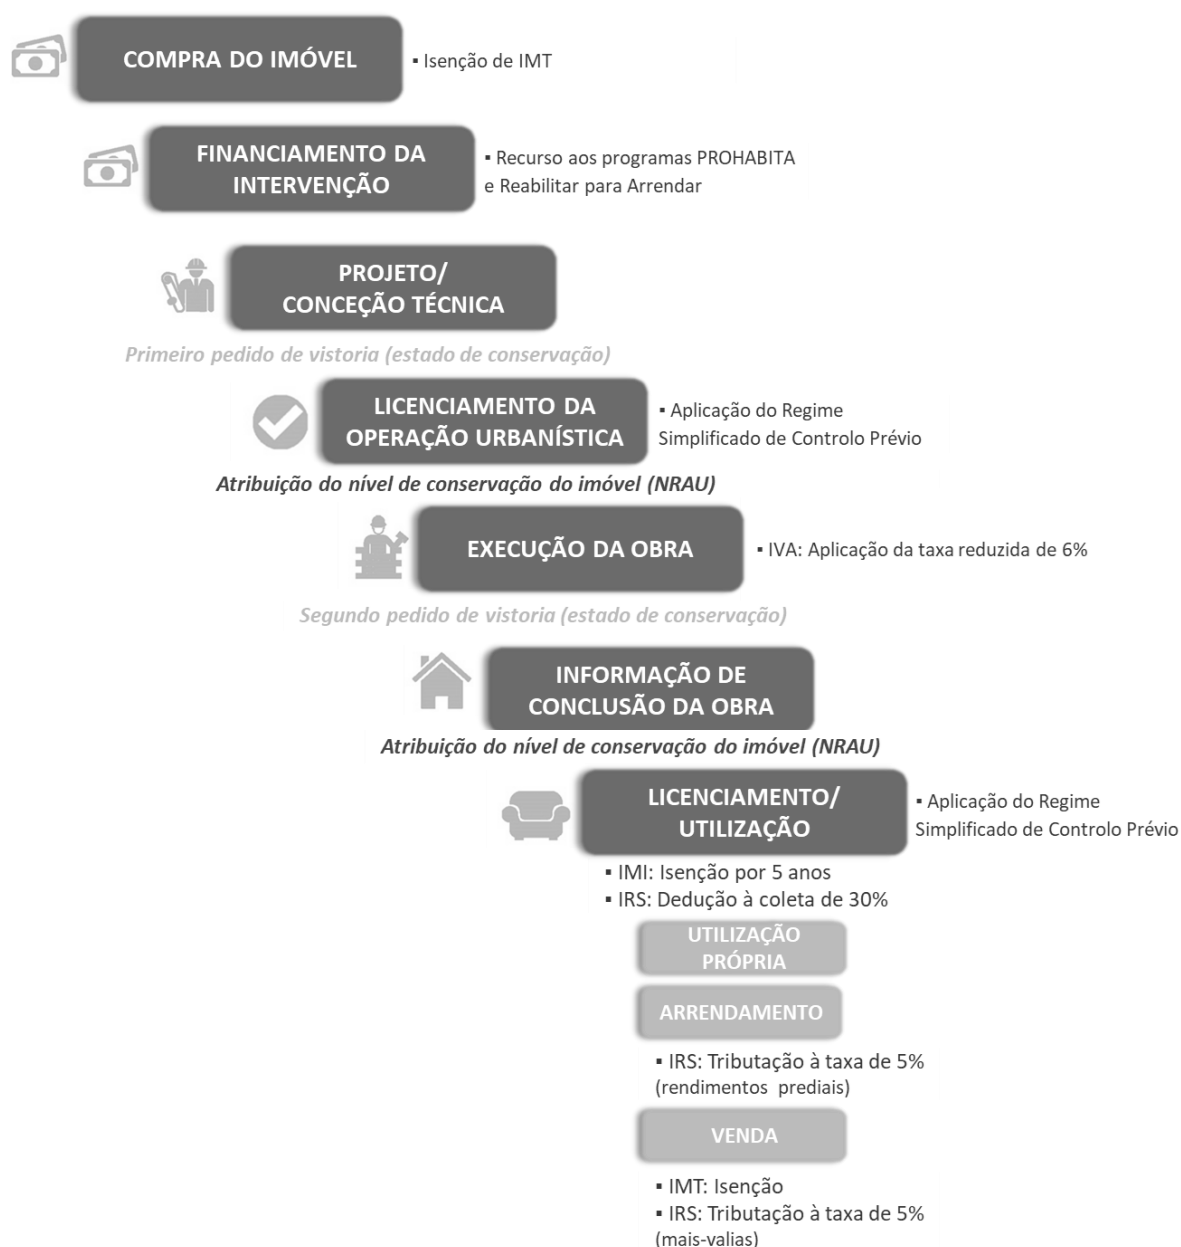 COMPRA DO IMÓVEL
▪ Isenção de IMT
FINANCIAMENTO DA
INTERVENÇÃO
▪ Recurso aos programas PROHABITA
e Reabilitar para Arrendar
PROJETO/
CONCEÇÃO TÉCNICA
Primeiro pedido de vistoria (estado de conservação)
LICENCIAMENTO DA
OPERAÇÃO URBANÍSTICA
▪ Aplicação do Regime
Simplificado de Controlo Prévio
Atribuição do nível de conservação do imóvel (NRAU)
EXECUÇÃO DA OBRA
▪ IVA: Aplicação da taxa reduzida de 6%
Segundo pedido de vistoria (estado de conservação)
INFORMAÇÃO DE
CONCLUSÃO DA OBRA
Atribuição do nível de conservação do imóvel (NRAU)
LICENCIAMENTO/
UTILIZAÇÃO
▪ Aplicação do Regime
Simplificado de Controlo Prévio
▪ IMI: Isenção por 5 anos
▪ IRS: Dedução à coleta de 30%
UTILIZAÇÃO
PRÓPRIA
ARRENDAMENTO
▪ IRS: Tributação à taxa de 5%
(rendimentos prediais)
VENDA
▪ IMT: Isenção
▪ IRS: Tributação à taxa de 5%
(mais-valias)